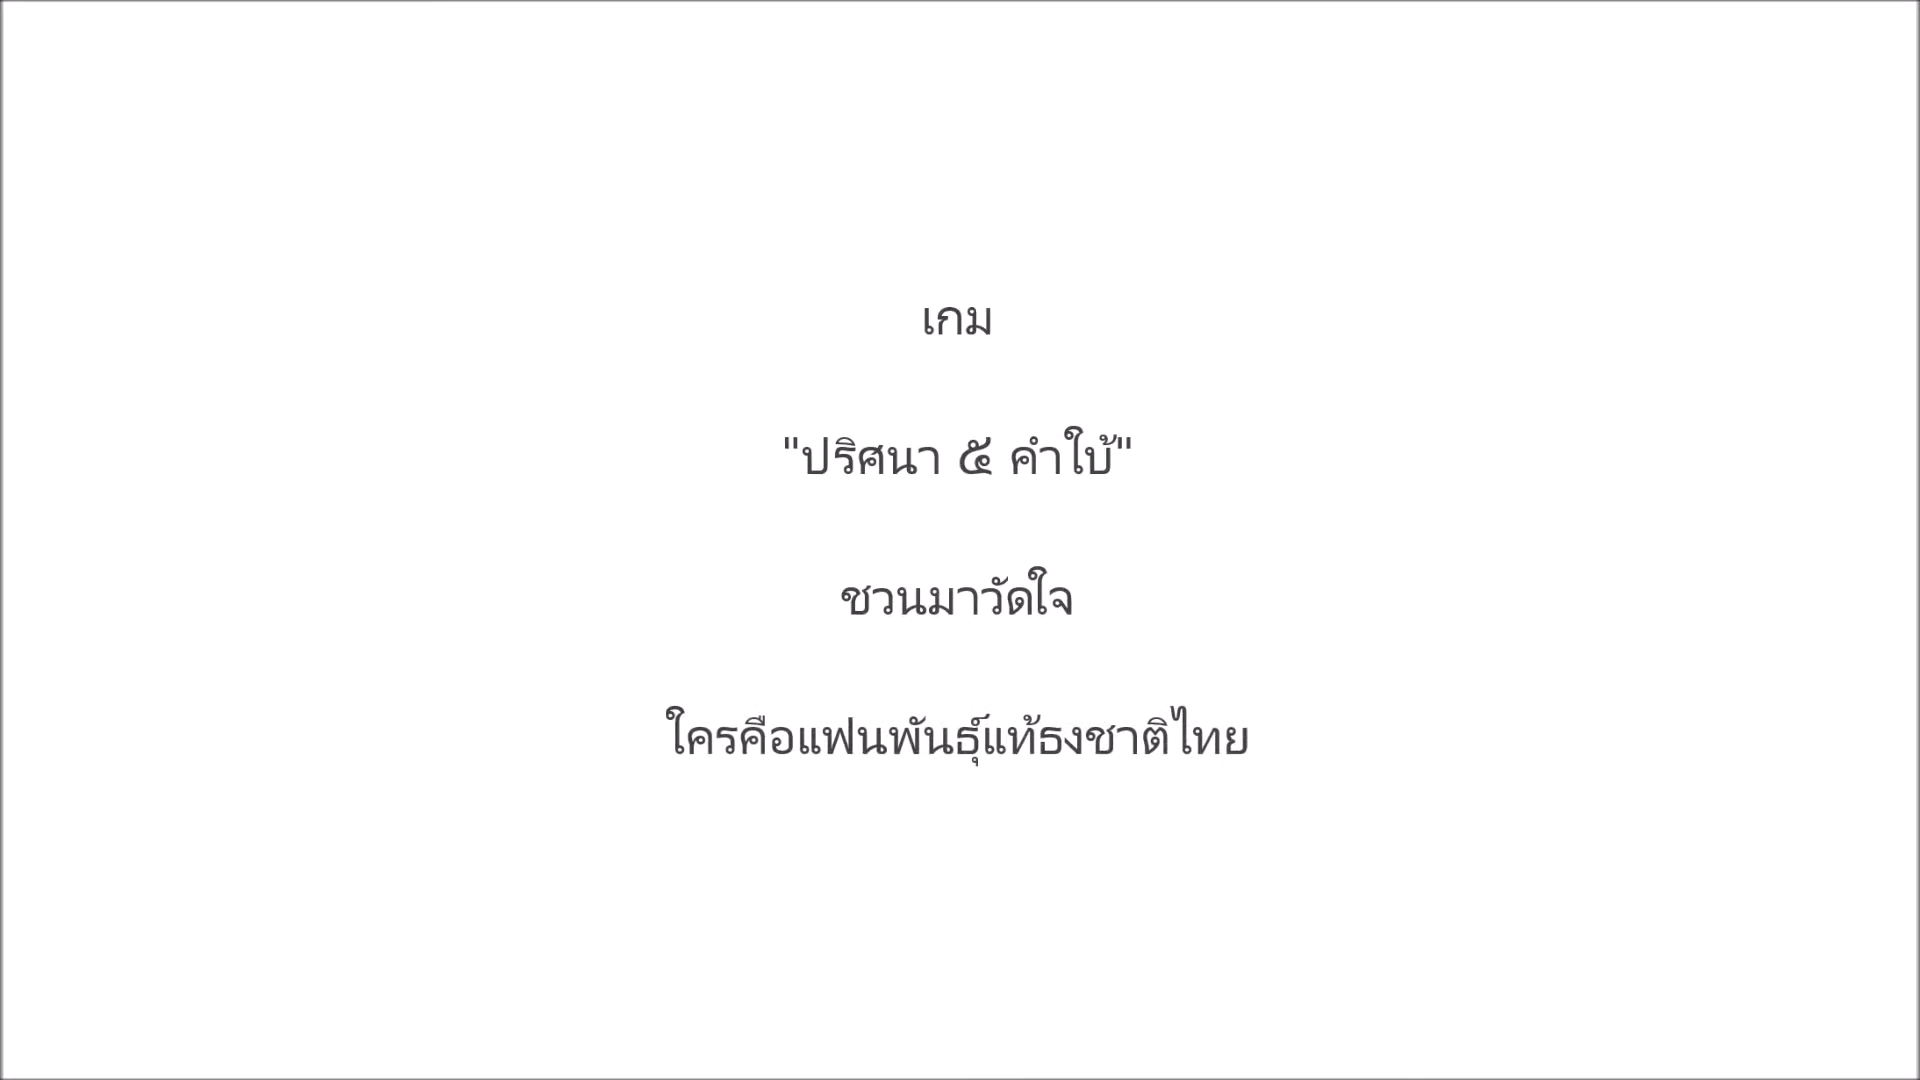 เกม
"ปริศนา ๕ คำใบ้"
ชวนมาวัดใจ
ใครคือแฟนพันธุ์แท้ธงชาติไทย